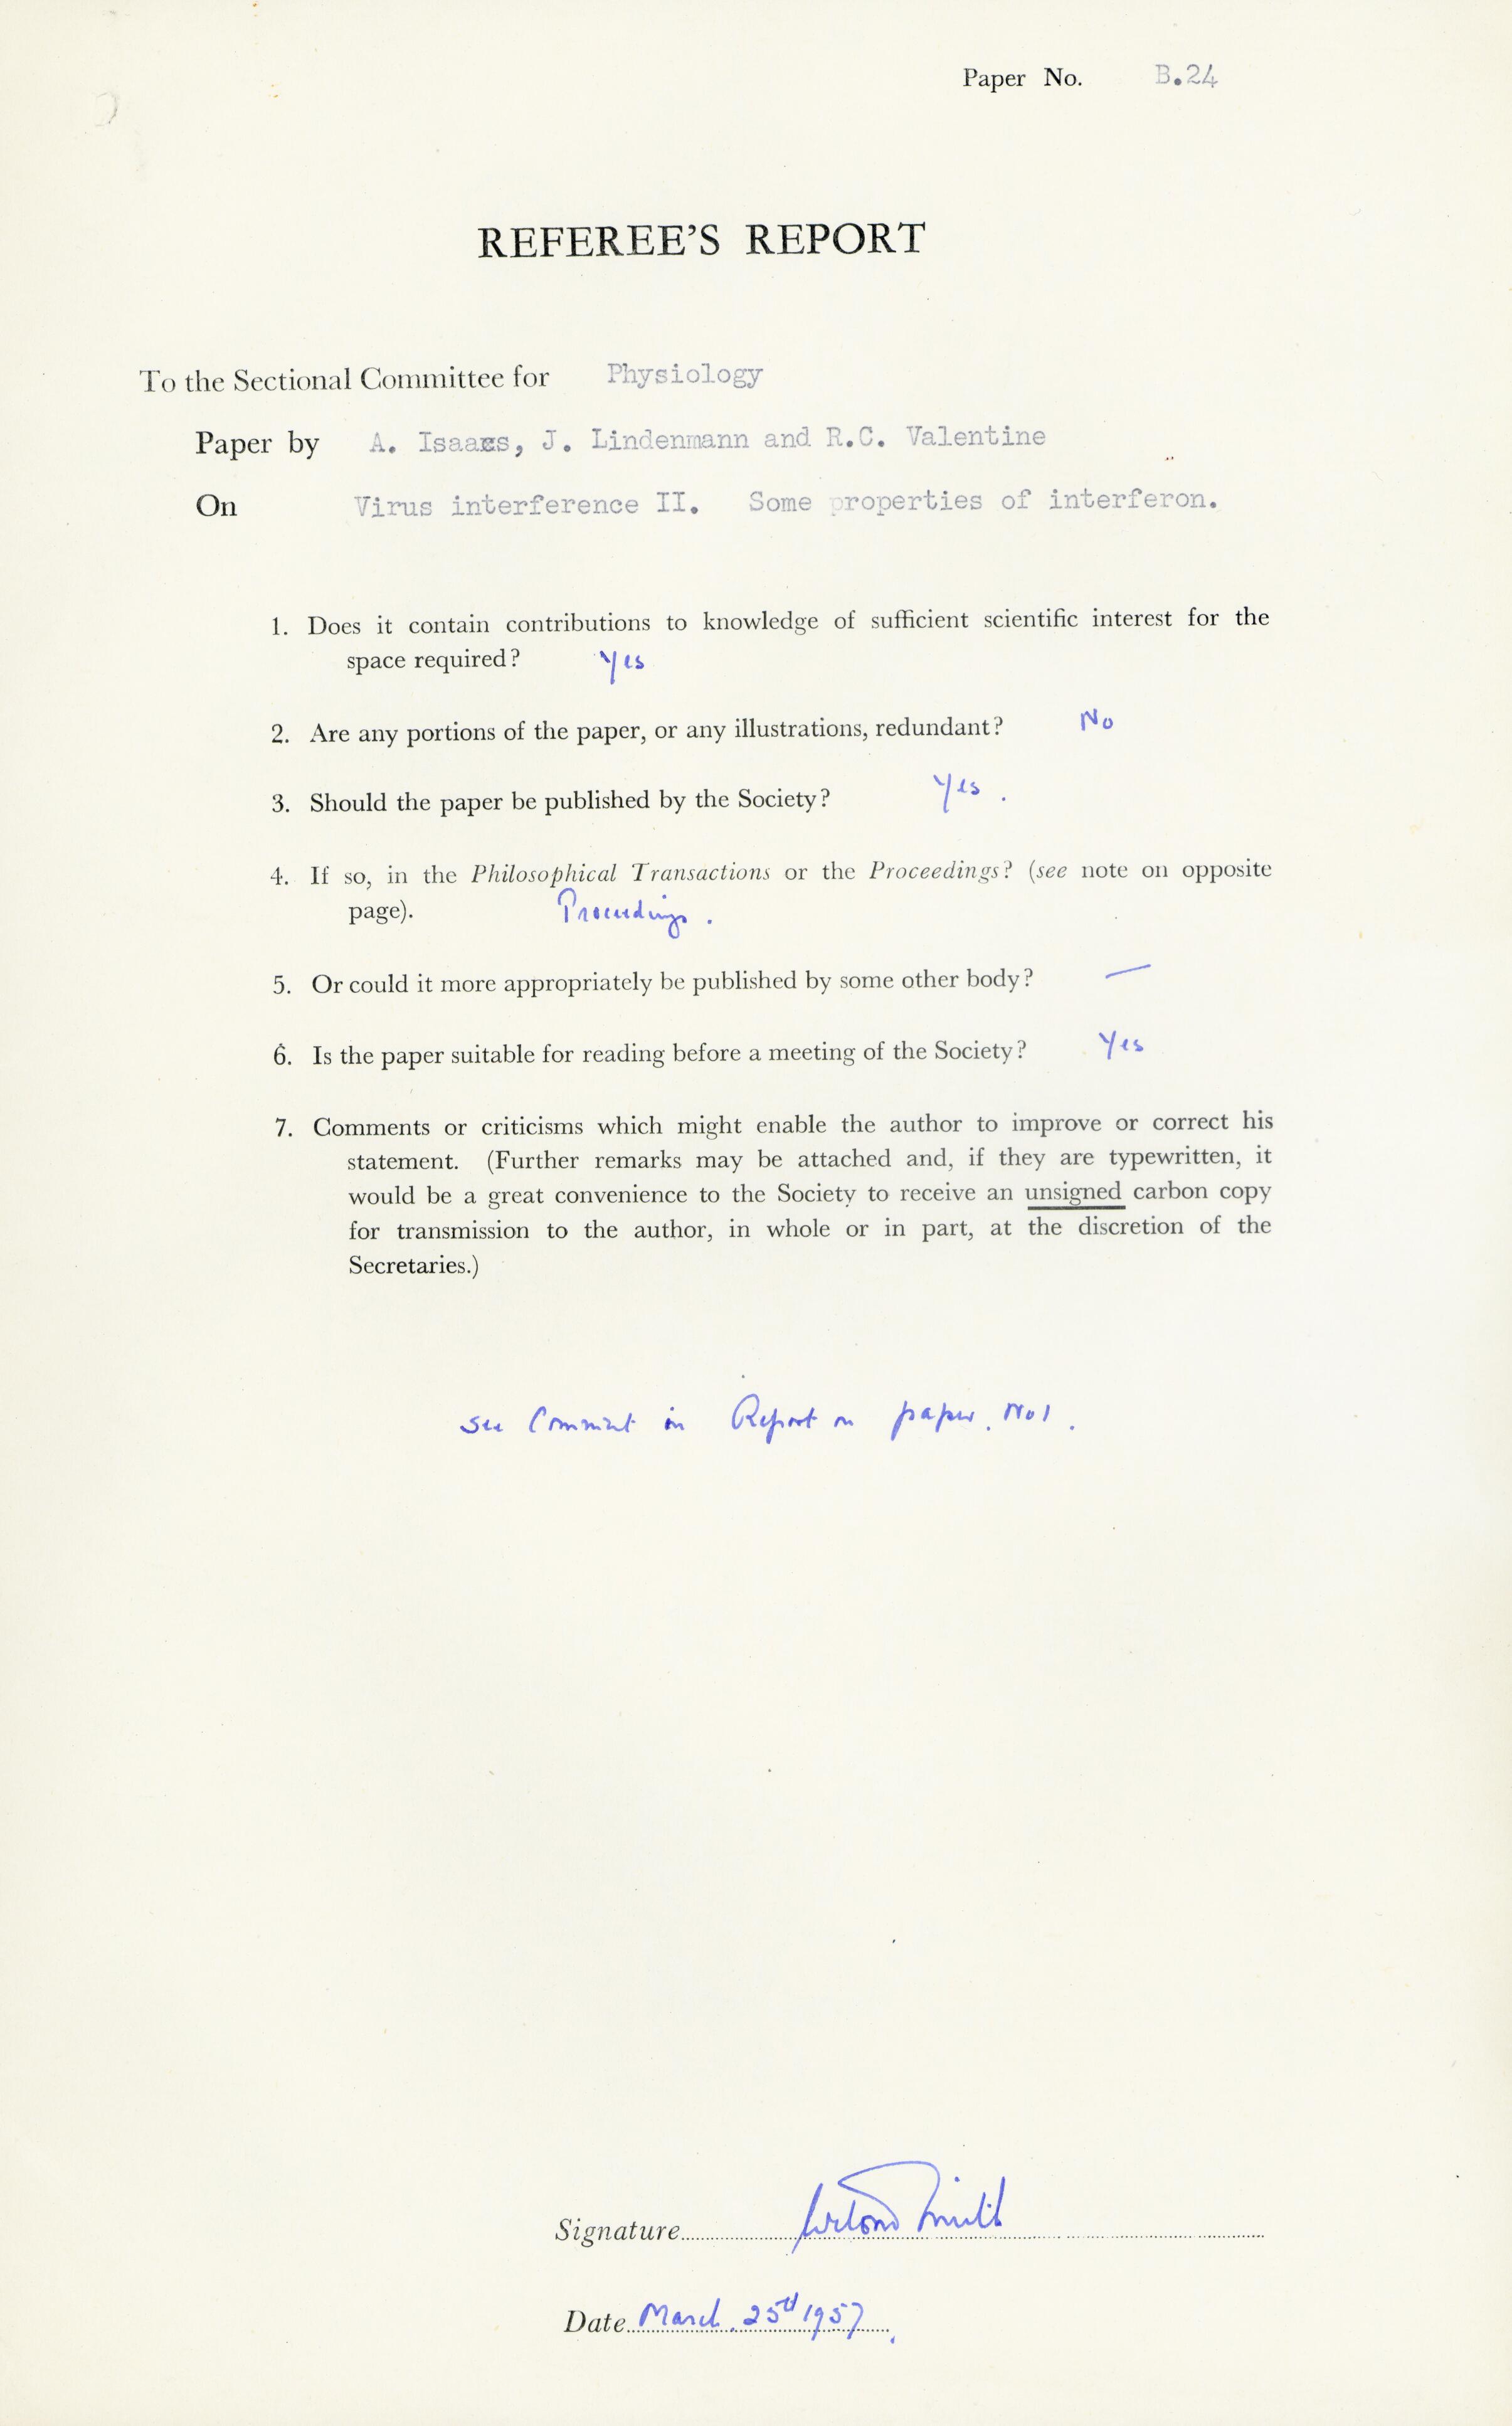 Paper No. B.24
REFEREE'S REPORT
To the Sectional Committee for Physiology
Paper by A. Isaacs, J. Lindenmann and R.C. Valentine
On Virus interference II. Some properties of interferon.
1. Does it contain contributions to knowledge of sufficient scientific interest for the
space required? Yes
2. Are any portions of the paper, or any illustrations, redundant? No
3. Should the paper be published by the Society? Yes.
4. If so, in the Philosophical Transactions or the Proceedings? (see note on opposite
page). Proceedings.
5. Or could it more appropriately be published by some other body? —
6. Is the paper suitable for reading before a meeting of the Society? Yes
7. Comments or criticisms which might enable the author to improve or correct his
statement. (Further remarks may be attached and, if they are typewritten, it
would be a great convenience to the Society to receive an unsigned carbon copy
for transmission to the author, in whole or in part, at the discretion of the
Secretaries.)
See Comment in Report on paper. No 1.
Signature Wilson Smith
Date March. 25th 1957.